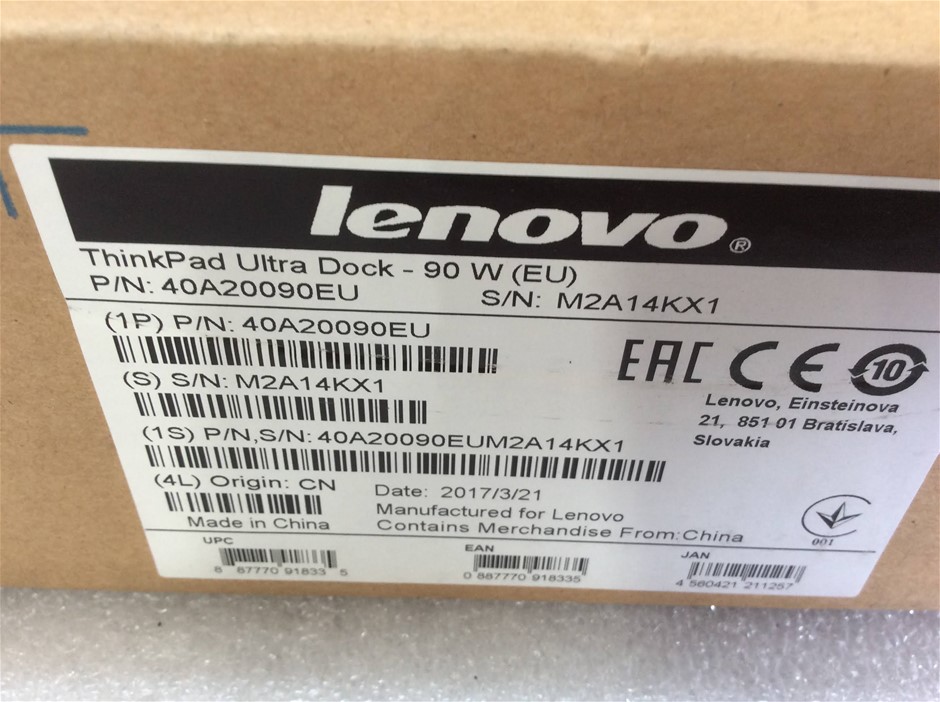 lenovo®
ThinkPad Ultra Dock - 90 W (EU)
P/N: 40A20090EU S/N: M2A14KX1
(1P) P/N: 40A20090EU
(S) S/N: M2A14KX1
(1S) P/N,S/N: 40A20090EUM2A14KX1
(4L) Origin: CN
Made in China
Date: 2017/3/21
Manufactured for Lenovo
Contains Merchandise From:China
EAC CE 10
Lenovo, Einsteinova
21, 851 01 Bratislava,
Slovakia
001
UPC
8 87770 91833 5
EAN
0 887770 918335
JAN
4 560421 211257